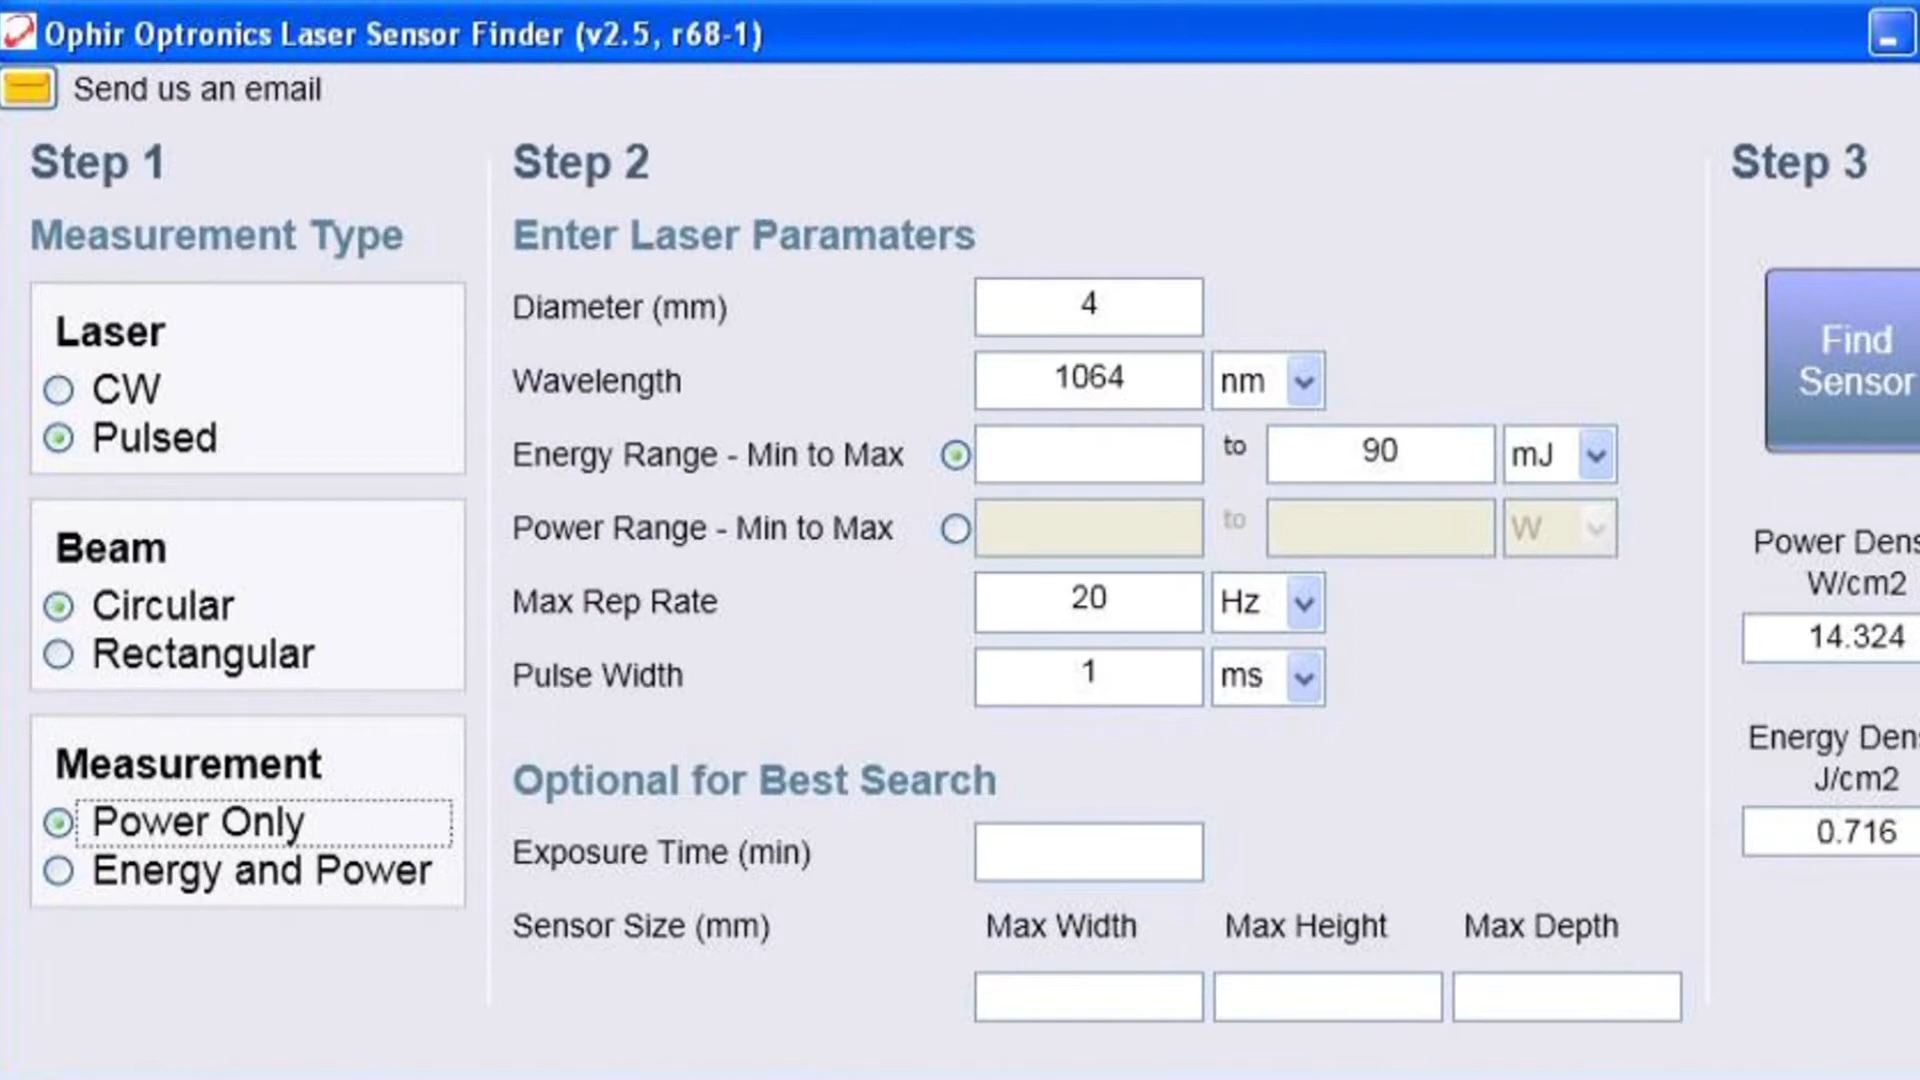 Ophir Optronics Laser Sensor Finder (v2.5, r68-1)
Send us an email
Step 1
Measurement Type
Laser
CW
Pulsed
Beam
Circular
Rectangular
Measurement
Power Only
Energy and Power
Step 2
Enter Laser Paramaters
Diameter (mm) 4
Wavelength 1064 nm
Energy Range - Min to Max to 90 mJ
Power Range - Min to Max to W
Max Rep Rate 20 Hz
Pulse Width 1 ms
Optional for Best Search
Exposure Time (min)
Sensor Size (mm) Max Width Max Height Max Depth
Step 3
Find
Sensor
Power Dens
W/cm2
14.324
Energy Dens
J/cm2
0.716